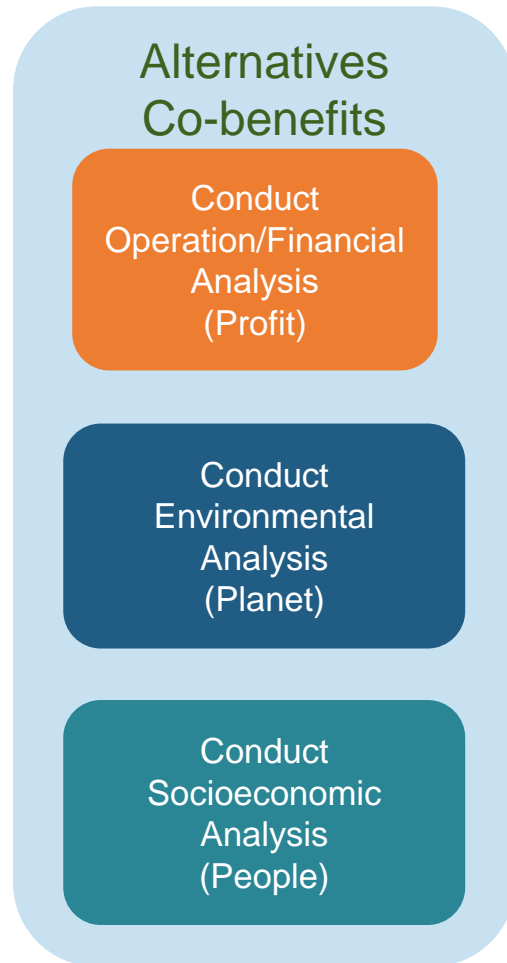 Alternatives
Co-benefits
Conduct
Operation/Financial
Analysis
(Profit)
Conduct
Environmental
Analysis
(Planet)
Conduct
Socioeconomic
Analysis
(People)